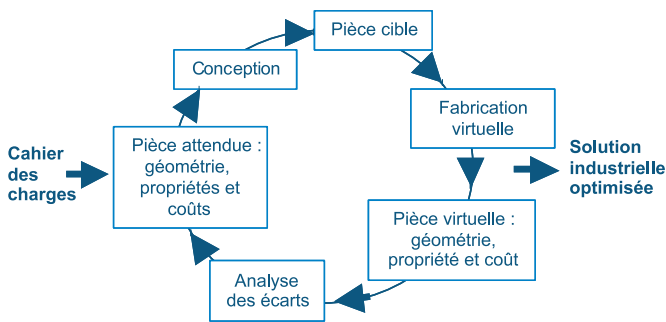 Pièce cible
Conception
Fabrication
virtuelle
Cahier
des
charges
Pièce attendue :
géométrie,
propriétés et
coûts
Solution
industrielle
optimisée
Pièce virtuelle :
géométrie,
propriété et coût
Analyse
des écarts